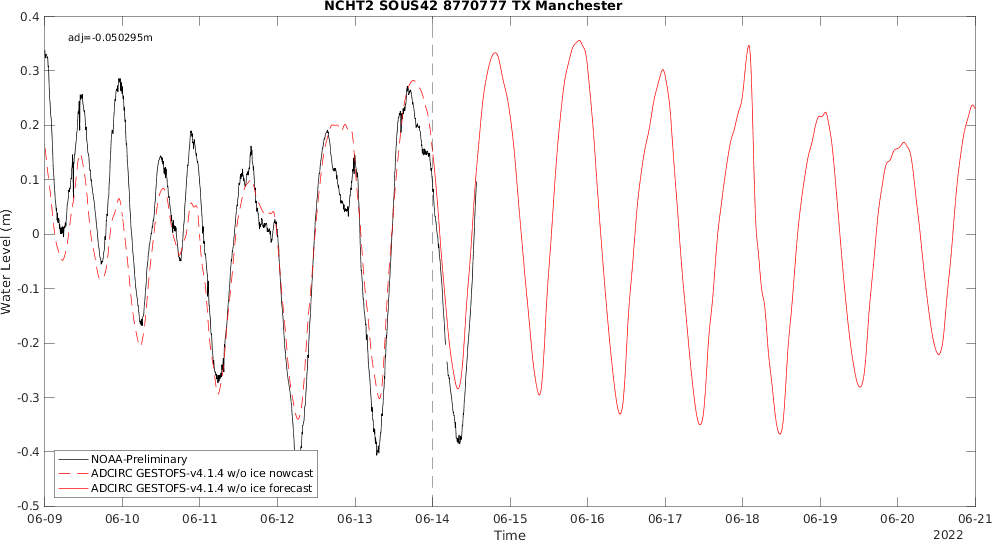 NCHT2 SOUS42 8770777 TX Manchester
adj=-0.050295m
0.4
0.3
0.2
0.1
0
-0.1
-0.2
-0.3
-0.4
-0.5
Water Level (m)
NOAA-Preliminary
ADCIRC GESTOFS-v4.1.4 w/o ice nowcast
ADCIRC GESTOFS-v4.1.4 w/o ice forecast
06-09 06-10 06-11 06-12 06-13 06-14 06-15 06-16 06-17 06-18 06-19 06-20 06-21
Time
2022